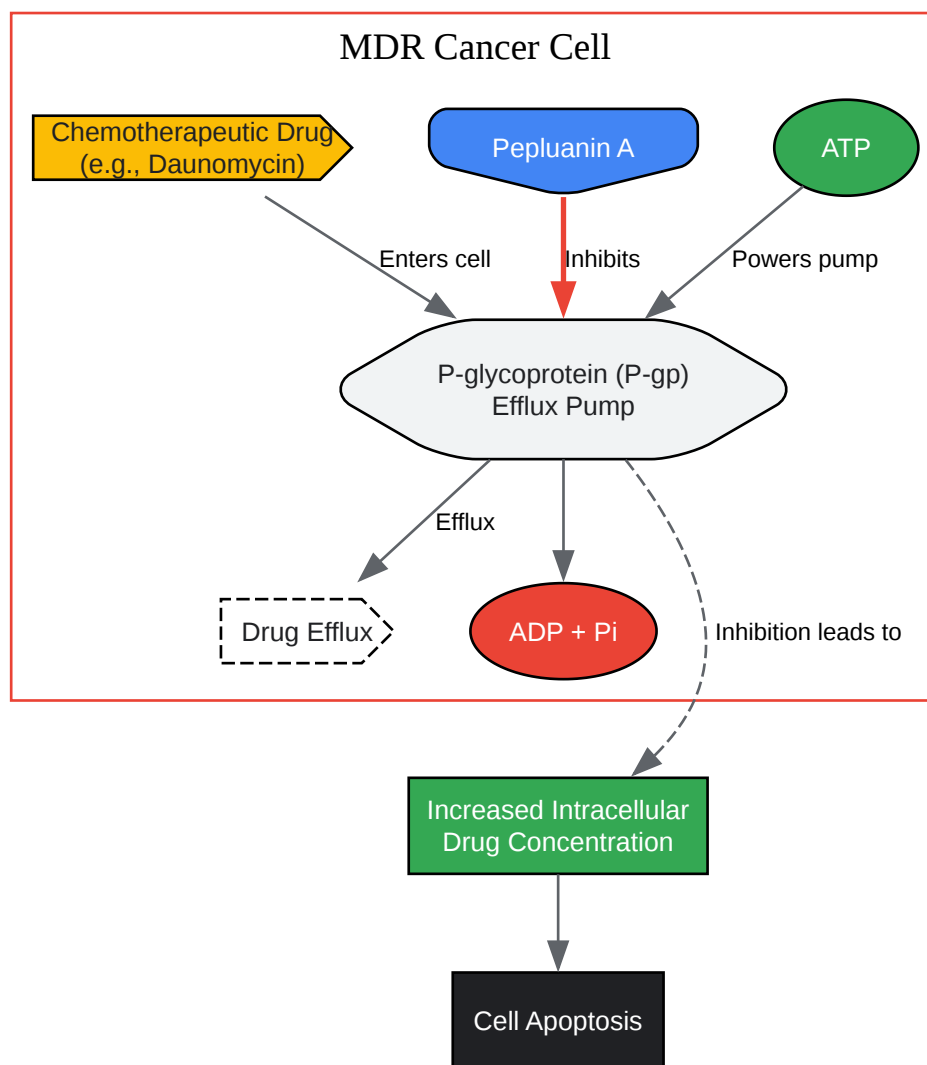 MDR Cancer Cell
Chemotherapeutic Drug
(e.g., Daunomycin)
Pepluanin A
ATP
Enters cell
Inhibits
Powers pump
P-glycoprotein (P-gp)
Efflux Pump
Efflux
Drug Efflux
ADP + Pi
Inhibition leads to
Increased Intracellular
Drug Concentration
Cell Apoptosis